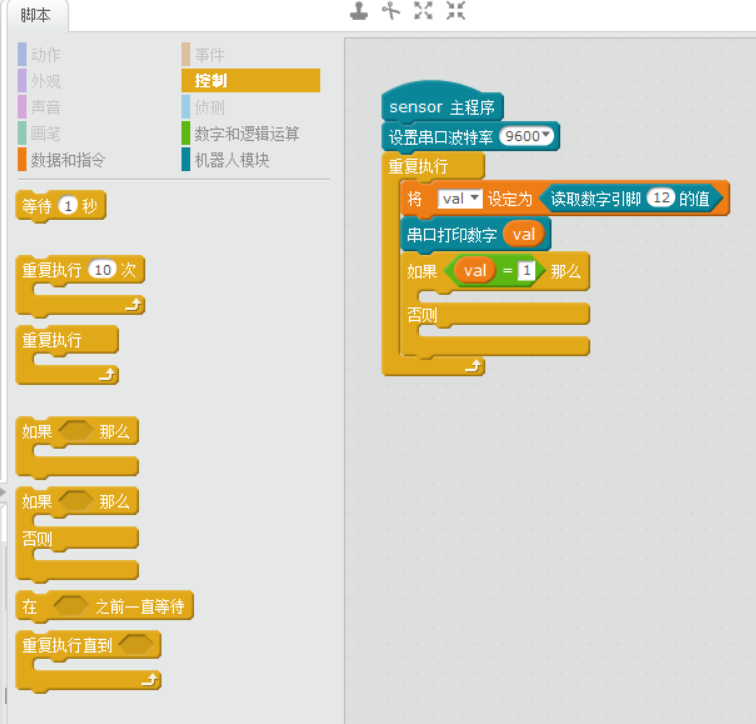 脚本
动作 事件
外观 控制
声音 侦测
画笔 数字和逻辑运算
数据和指令 机器人模块
等待 1 秒
重复执行 10 次
重复执行
如果 那么
如果 那么
否则
在 之前一直等待
重复执行直到
sensor 主程序
设置串口波特率 9600
重复执行
将 val 设定为 读取数字引脚 12 的值
串口打印数字 val
如果 val = 1 那么
否则